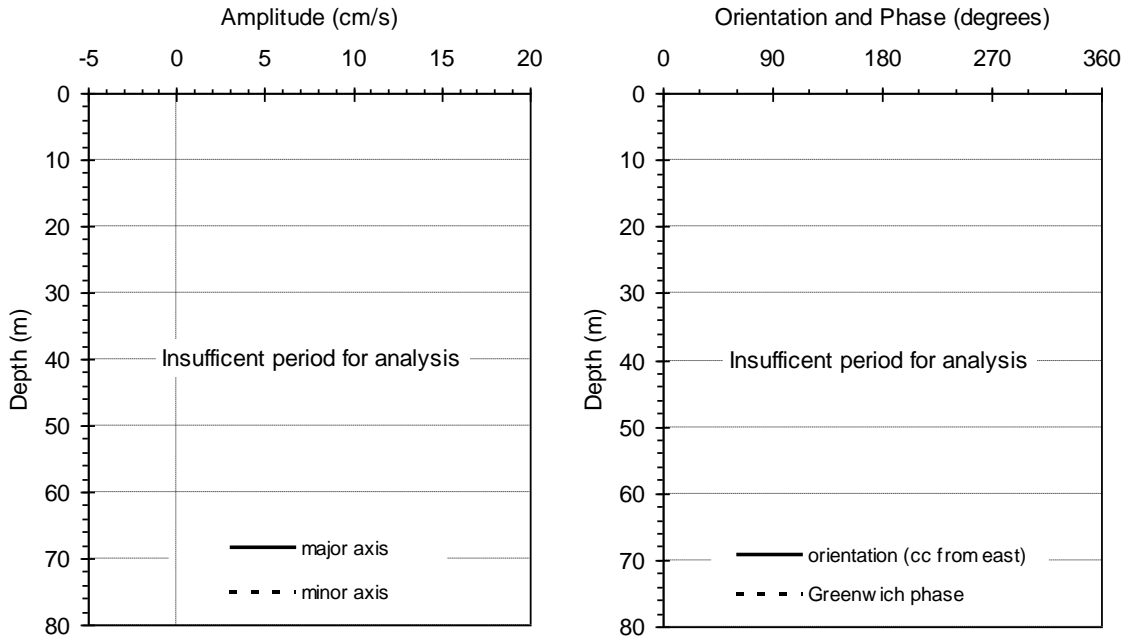 Amplitude (cm/s)
-5 0 5 10 15 20
0
10
20
30
40
50
60
70
80
Depth (m)
Insufficent period for analysis
major axis
minor axis
Orientation and Phase (degrees)
0 90 180 270 360
0
10
20
30
40
50
60
70
80
Depth (m)
Insufficent period for analysis
orientation (cc from east)
Greenwich phase